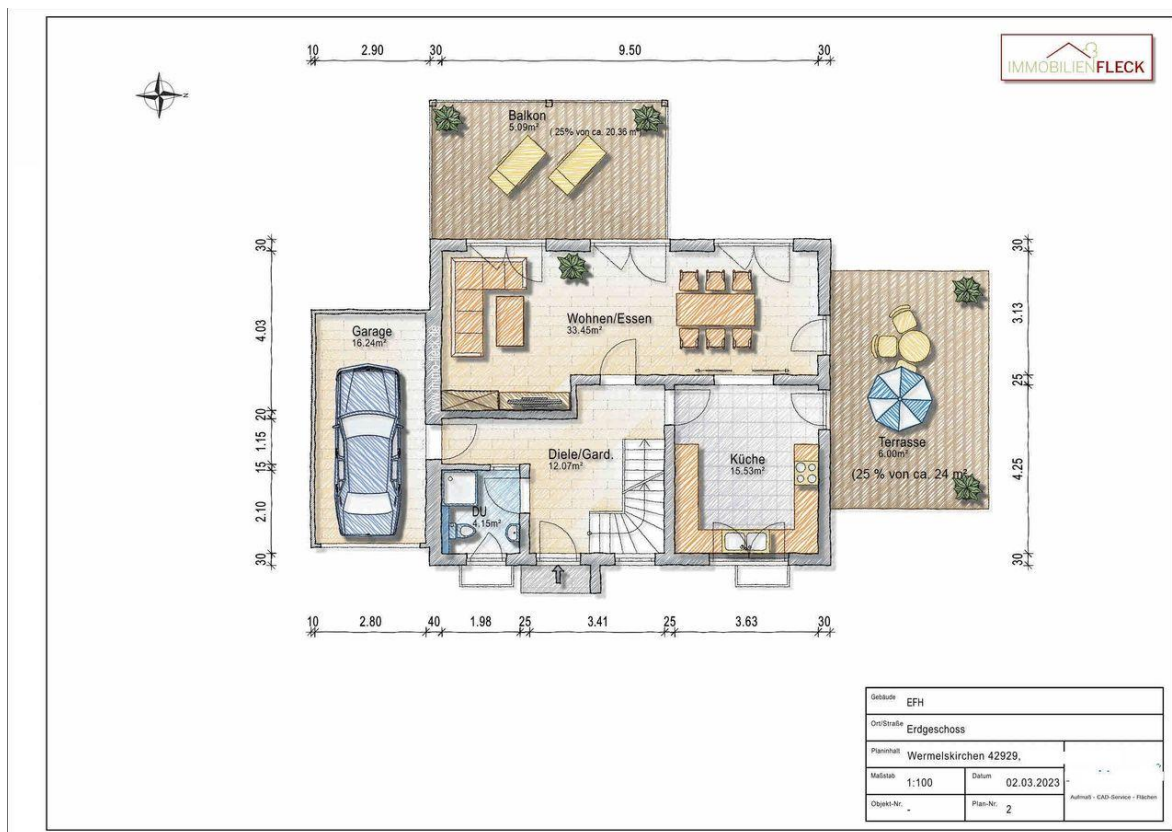 10 2.90 30 9.50 30
IMMOBILIENFLECK
N
Balkon
5.09m² ( 25% von ca. 20,36 m²
30
4.03
20
1.15
15
2.10
30
30
3.13
25
4.25
30
Wohnen/Essen
33.45m²
Garage
16.24m²
Diele/Gard.
12.07m²
Küche
15.53m²
Terrasse
6.00m²
(25 % von ca. 24 m²
DU
4.15m²
10 2.80 40 1.98 25 3.41 25 3.63 30
Gebäude EFH
Ort/Straße Erdgeschoss
Planinhalt Wermelskirchen 42929,
Maßstab 1:100 Datum 02.03.2023
Objekt-Nr. - Plan-Nr. 2
Aufmaß - CAD-Service - Flächen